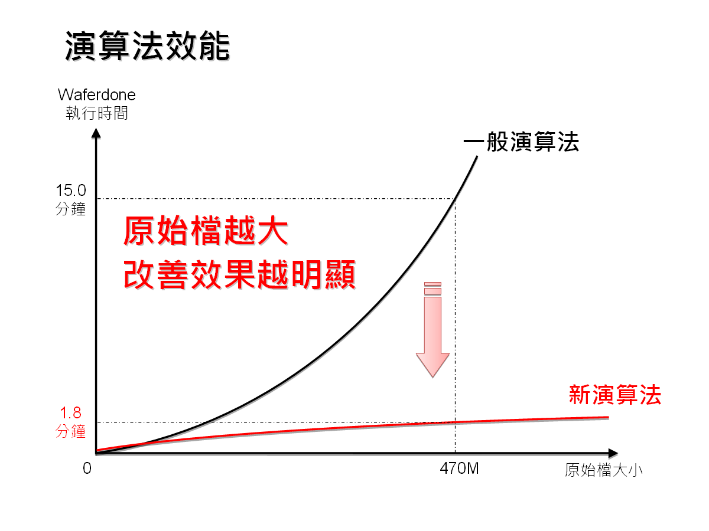 演算法效能
Waferdone
執行時間
一般演算法
15.0
分鐘
原始檔越大
改善效果越明顯
新演算法
1.8
分鐘
0
470M
原始檔大小